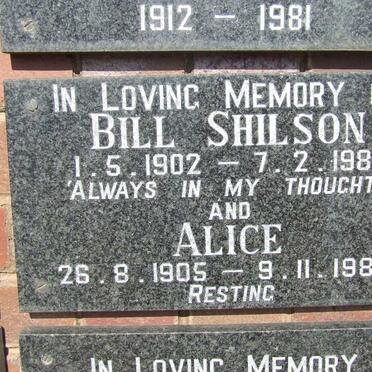 1912 – 1981
IN LOVING MEMORY
BILL SHILSON
1.5.1902 – 7.2.198
'ALWAYS IN MY THOUGHT
AND
ALICE
26.8.1905 – 9.11.198
RESTING
IN LOVING MEMORY